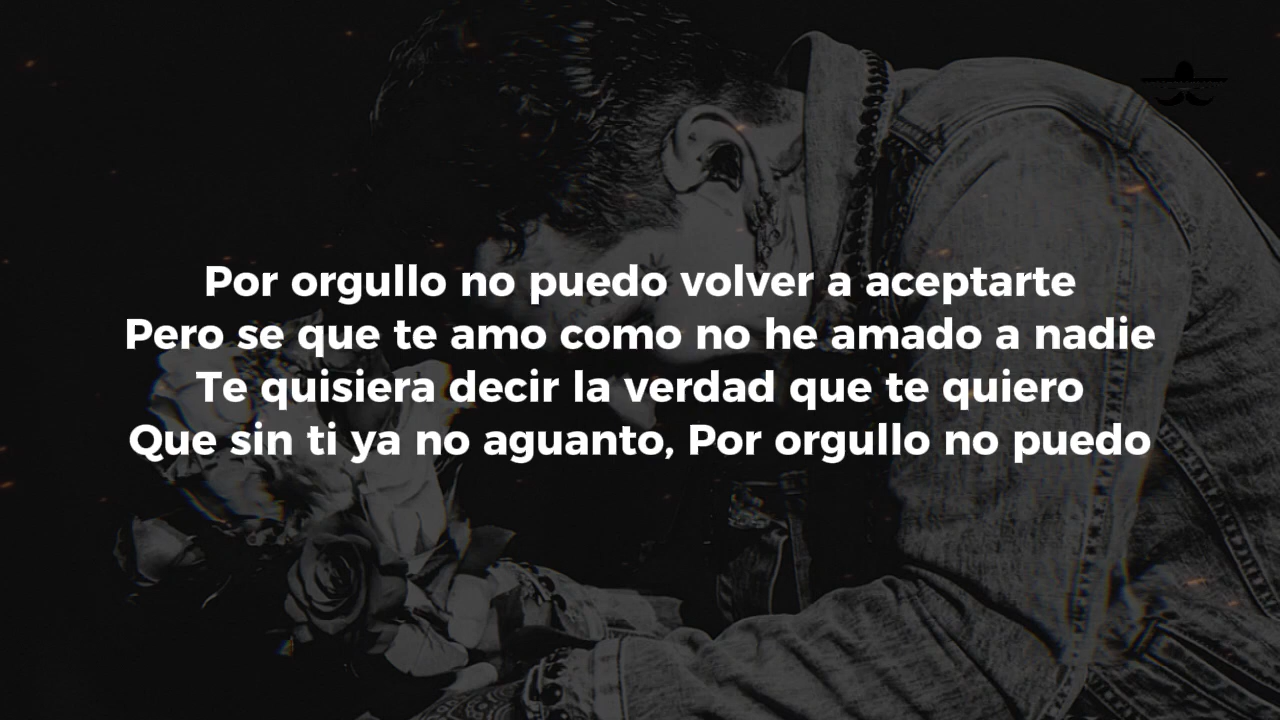 Por orgullo no puedo volver a aceptarte
Pero se que te amo como no he amado a nadie
Te quisiera decir la verdad que te quiero
Que sin ti ya no aguanto, Por orgullo no puedo